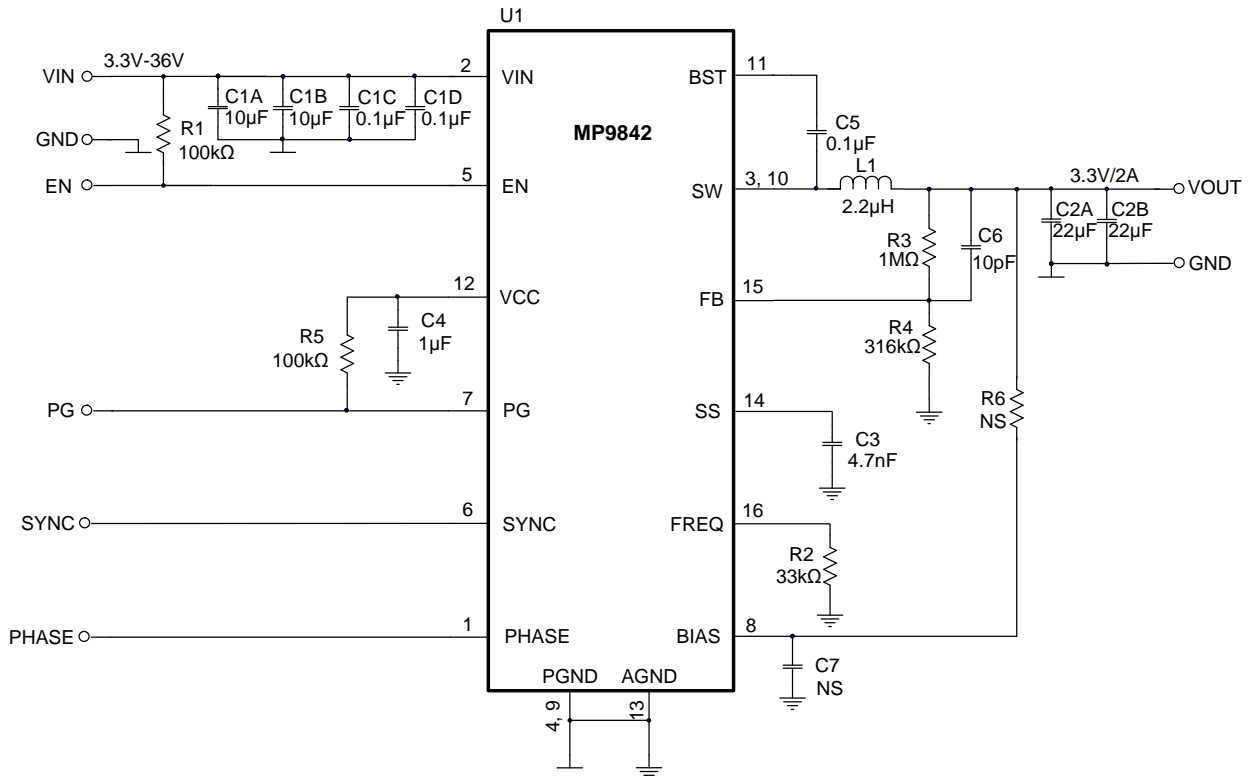 U1
MP9842
VIN
3.3V-36V
2
VIN
C1A
10µF
C1B
10µF
C1C
0.1µF
C1D
0.1µF
GND
R1
100kΩ
EN
5
EN
12
VCC
R5
100kΩ
C4
1µF
PG
7
PG
SYNC
6
SYNC
PHASE
1
PHASE
PGND
AGND
4, 9
13
BST
11
C5
0.1µF
SW
3, 10
L1
2.2µH
3.3V/2A
VOUT
C2A
22µF
C2B
22µF
GND
R3
1MΩ
C6
10pF
FB
15
R4
316kΩ
R6
NS
SS
14
C3
4.7nF
FREQ
16
R2
33kΩ
BIAS
8
C7
NS